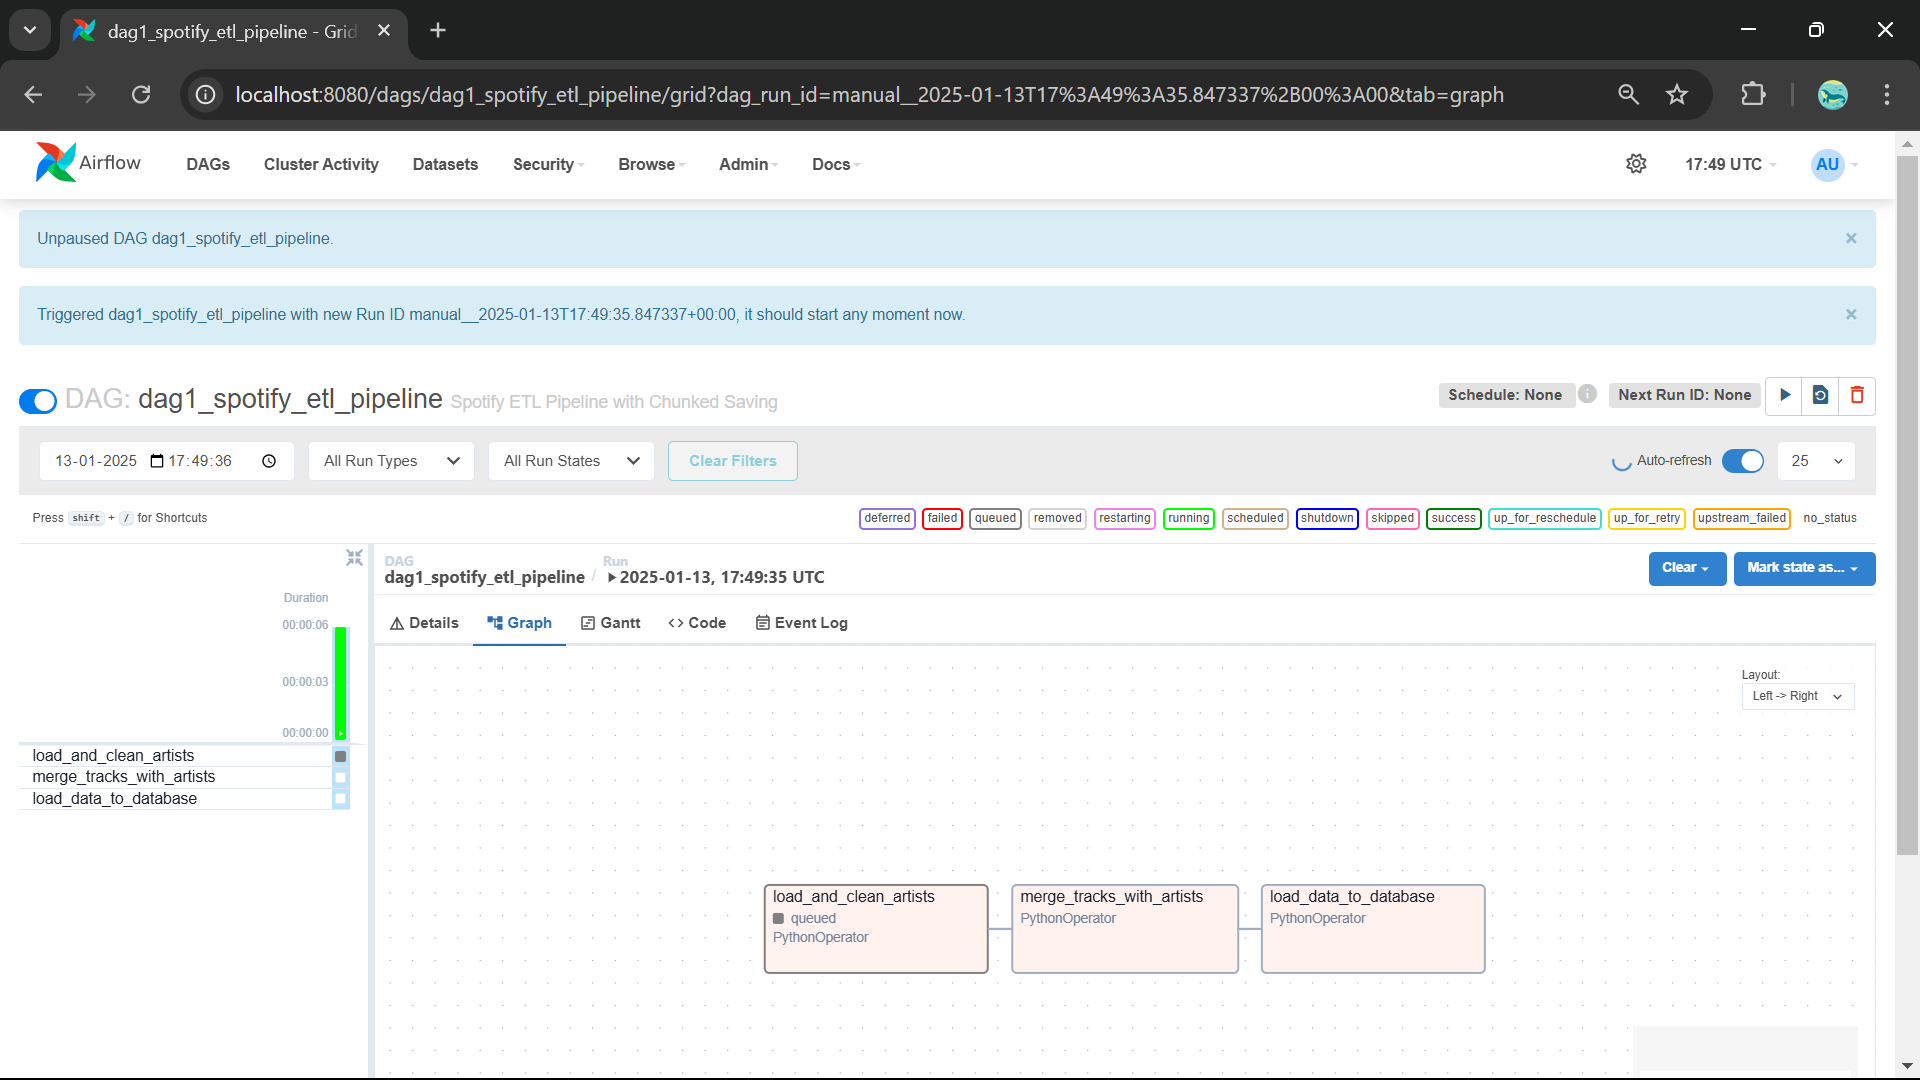 dag1_spotify_etl_pipeline - Grid
localhost:8080/dags/dag1_spotify_etl_pipeline/grid?dag_run_id=manual__2025-01-13T17%3A49%3A35.847337%2B00%3A00&tab=graph
Airflow DAGs Cluster Activity Datasets Security Browse Admin Docs 17:49 UTC AU
Unpaused DAG dag1_spotify_etl_pipeline. ×
Triggered dag1_spotify_etl_pipeline with new Run ID manual__2025-01-13T17:49:35.847337+00:00, it should start any moment now. ×
DAG: dag1_spotify_etl_pipeline Spotify ETL Pipeline with Chunked Saving Schedule: None i Next Run ID: None
13-01-2025 17:49:36 All Run Types All Run States Clear Filters Auto-refresh 25
Press shift + / for Shortcuts deferred failed queued removed restarting running scheduled shutdown skipped success up_for_reschedule up_for_retry upstream_failed no_status
DAG Run
dag1_spotify_etl_pipeline / 2025-01-13, 17:49:35 UTC Clear Mark state as...
Duration
00:00:06
00:00:03
00:00:00
load_and_clean_artists
merge_tracks_with_artists
load_data_to_database
Details Graph Gantt Code Event Log
Layout:
Left -> Right
load_and_clean_artists
queued
PythonOperator
merge_tracks_with_artists
PythonOperator
load_data_to_database
PythonOperator